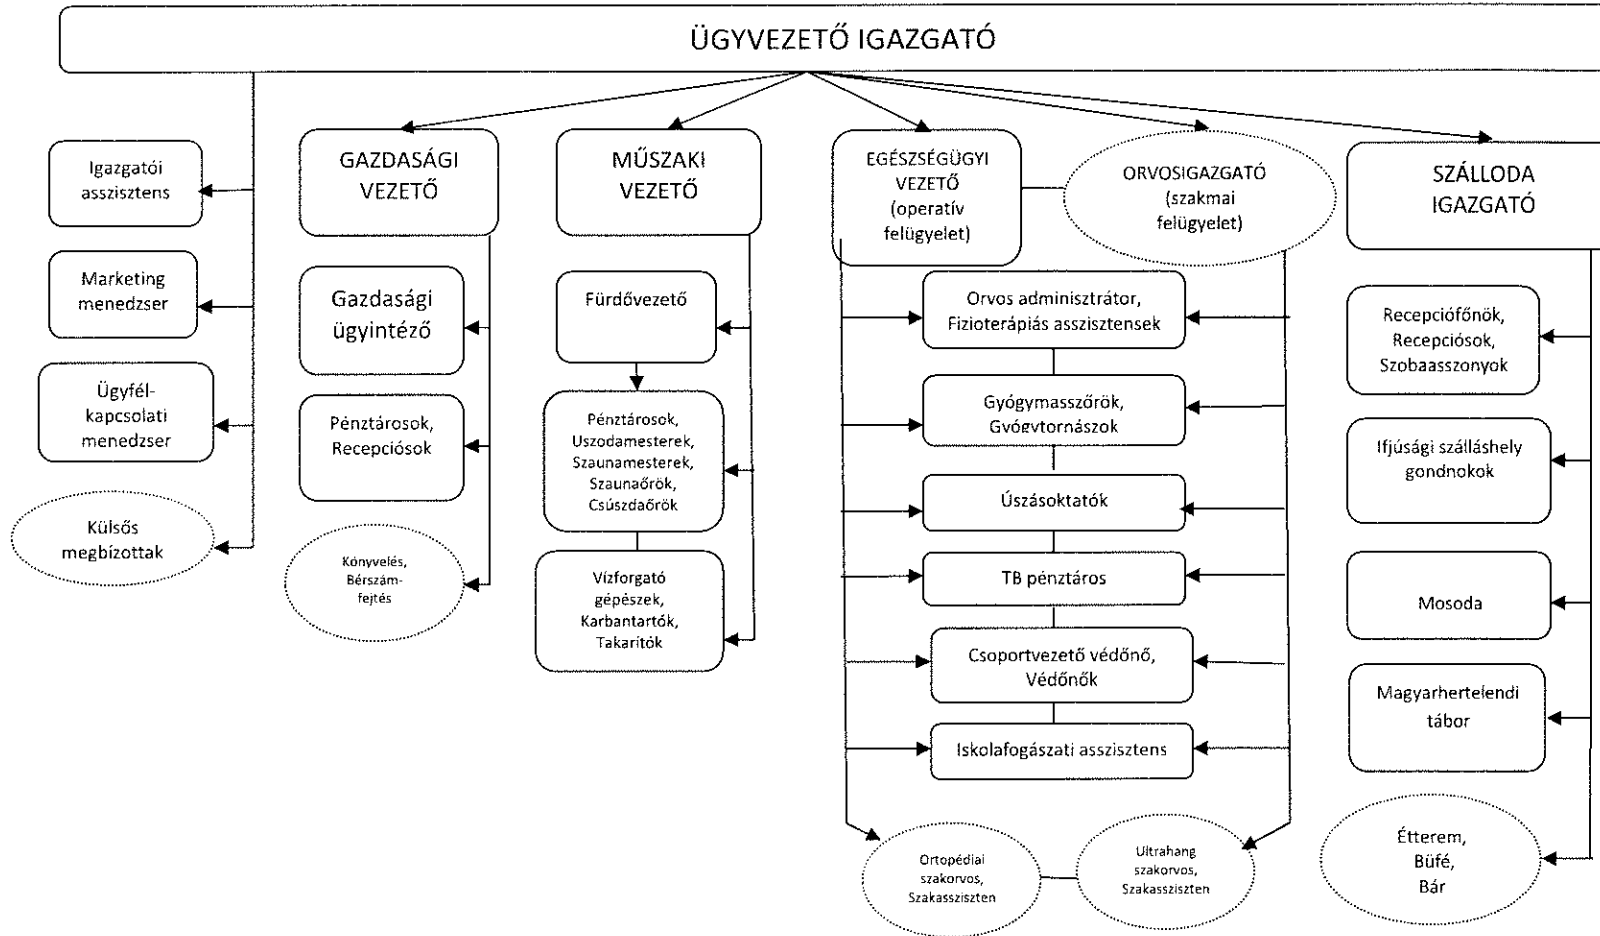 ÜGYVEZETŐ IGAZGATÓ
Igazgatói
asszisztens
Marketing
menedzser
Ügyfél-
kapcsolati
menedzser
Külsős
megbízottak
GAZDASÁGI
VEZETŐ
Gazdasági
ügyintéző
Pénztárosok,
Recepciósok
Könyvelés,
Bérszám-
fejtés
MŰSZAKI
VEZETŐ
Fürdővezető
Pénztárosok,
Uszodamesterek,
Szaunamesterek,
Szaunaőrök,
Csúszdaőrök
Vízforgató
gépészek,
Karbantartók,
Takarítók
EGÉSZSÉGÜGYI
VEZETŐ
(operatív
felügyelet)
ORVOSIGAZGATÓ
(szakmai
felügyelet)
Orvos adminisztrátor,
Fizioterápiás asszisztensek
Gyógymasszőrök,
Gyógytornászok
Úszásoktatók
TB pénztáros
Csoportvezető védőnő,
Védőnők
Iskolafogászati asszisztens
Ortopédiai
szakorvos,
Szakassziszten
Ultrahang
szakorvos,
Szakassziszten
SZÁLLODA
IGAZGATÓ
Recepciófőnök,
Recepciósok,
Szobaasszonyok
Ifjúsági szálláshely
gondnokok
Mosoda
Magyarhertelendi
tábor
Étterem,
Büfé,
Bár